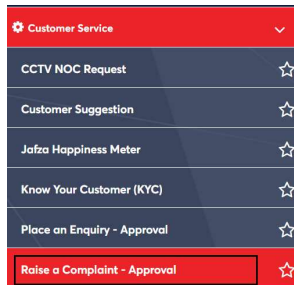 Customer Service
CCTV NOC Request
Customer Suggestion
Jafza Happiness Meter
Know Your Customer (KYC)
Place an Enquiry - Approval
Raise a Complaint - Approval